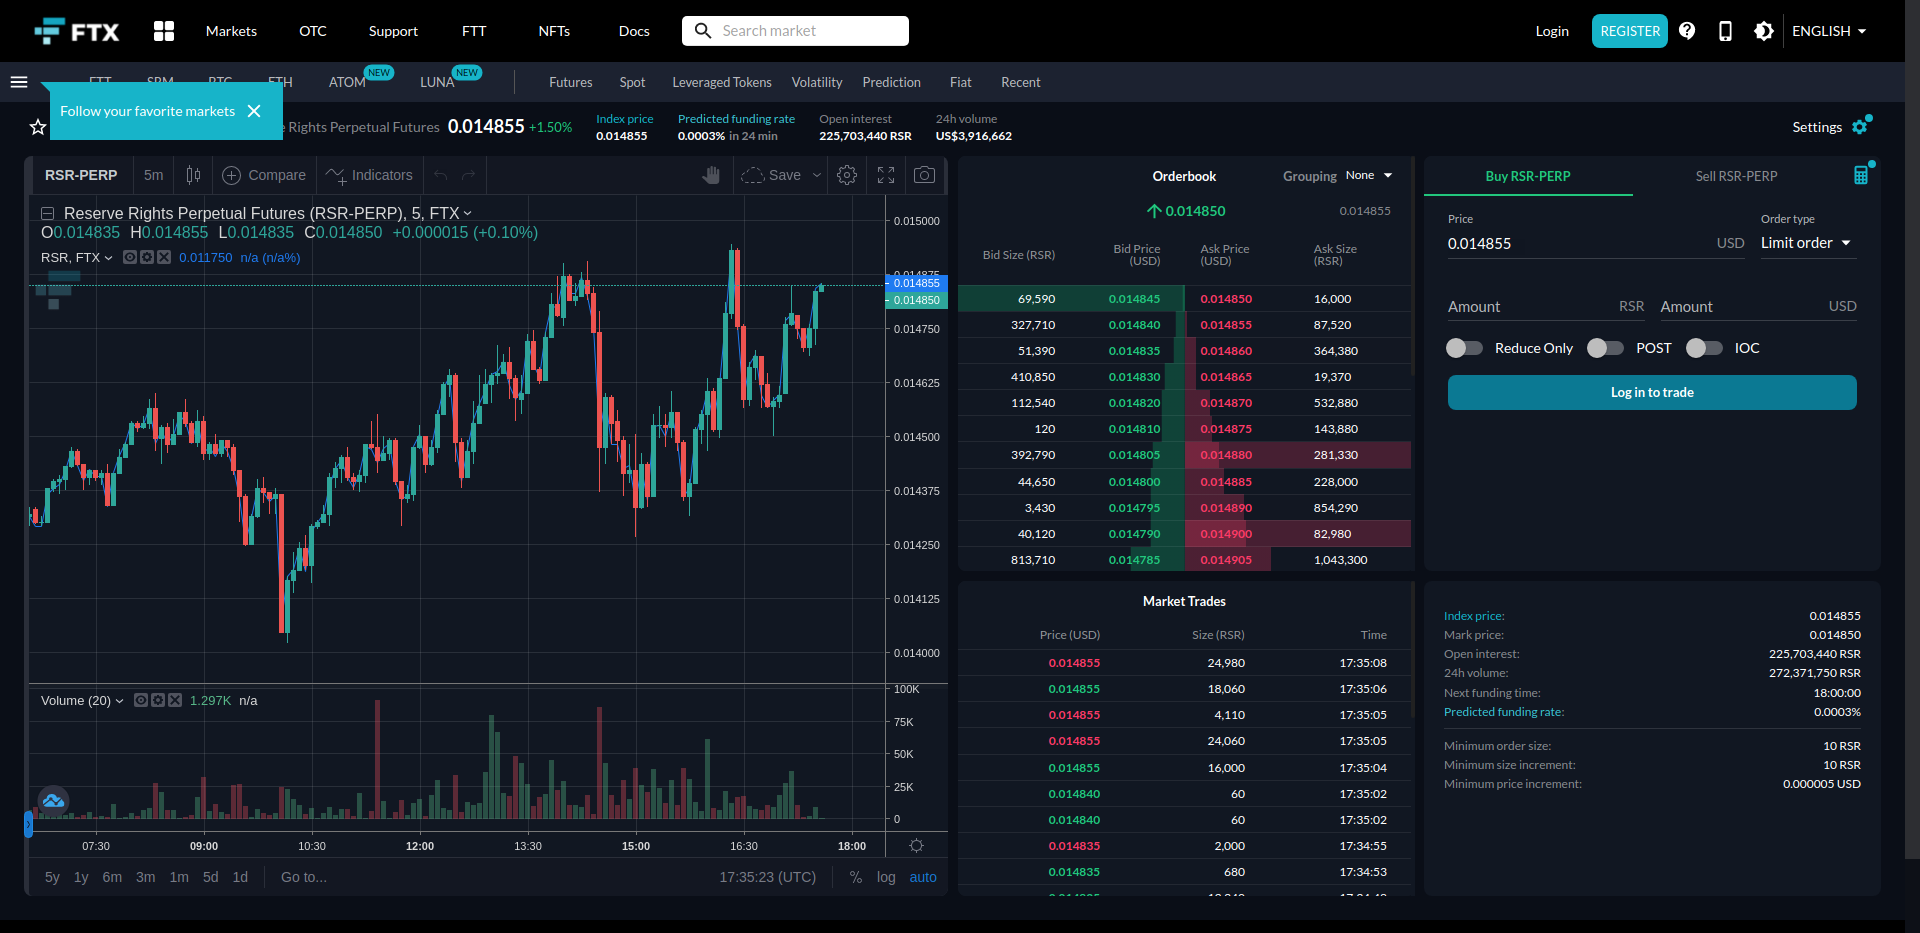 FTX
Markets
OTC
Support
FTT
NFTs
Docs
Search market
Login
REGISTER
ENGLISH
ATOM NEW
LUNA NEW
Futures
Spot
Leveraged Tokens
Volatility
Prediction
Fiat
Recent
Follow your favorite markets
Rights Perpetual Futures
0.014855 +1.50%
Index price
0.014855
Predicted funding rate
0.0003% in 24 min
Open interest
225,703,440 RSR
24h volume
US$3,916,662
Settings
RSR-PERP
5m
Compare
Indicators
Save
Reserve Rights Perpetual Futures (RSR-PERP), 5, FTX
O0.014835 H0.014855 L0.014835 C0.014850 +0.000015 (+0.10%)
RSR, FTX 0.011750 n/a (n/a%)
0.015000
0.014855
0.014850
0.014750
0.014625
0.014500
0.014375
0.014250
0.014125
0.014000
Volume (20) 1.297K n/a
100K
75K
50K
25K
0
07:30 09:00 10:30 12:00 13:30 15:00 16:30 18:00
5y 1y 6m 3m 1m 5d 1d Go to...
17:35:23 (UTC) % log auto
Orderbook
Grouping None
0.014850
0.014855
Bid Size (RSR)
Bid Price
(USD)
Ask Price
(USD)
Ask Size
(RSR)
69,590 0.014845 0.014850 16,000
327,710 0.014840 0.014855 87,520
51,390 0.014835 0.014860 364,380
410,850 0.014830 0.014865 19,370
112,540 0.014820 0.014870 532,880
120 0.014810 0.014875 143,880
392,790 0.014805 0.014880 281,330
44,650 0.014800 0.014885 228,000
3,430 0.014795 0.014890 854,290
40,120 0.014790 0.014900 82,980
813,710 0.014785 0.014905 1,043,300
Market Trades
Price (USD) Size (RSR) Time
0.014855 24,980 17:35:08
0.014855 18,060 17:35:06
0.014855 4,110 17:35:05
0.014855 24,060 17:35:05
0.014855 16,000 17:35:04
0.014840 60 17:35:02
0.014840 60 17:35:02
0.014835 2,000 17:34:55
0.014835 680 17:34:53
Buy RSR-PERP
Sell RSR-PERP
Price
0.014855 USD
Order type
Limit order
Amount RSR
Amount USD
Reduce Only
POST
IOC
Log in to trade
Index price: 0.014855
Mark price: 0.014850
Open interest: 225,703,440 RSR
24h volume: 272,371,750 RSR
Next funding time: 18:00:00
Predicted funding rate: 0.0003%
Minimum order size: 10 RSR
Minimum size increment: 10 RSR
Minimum price increment: 0.000005 USD